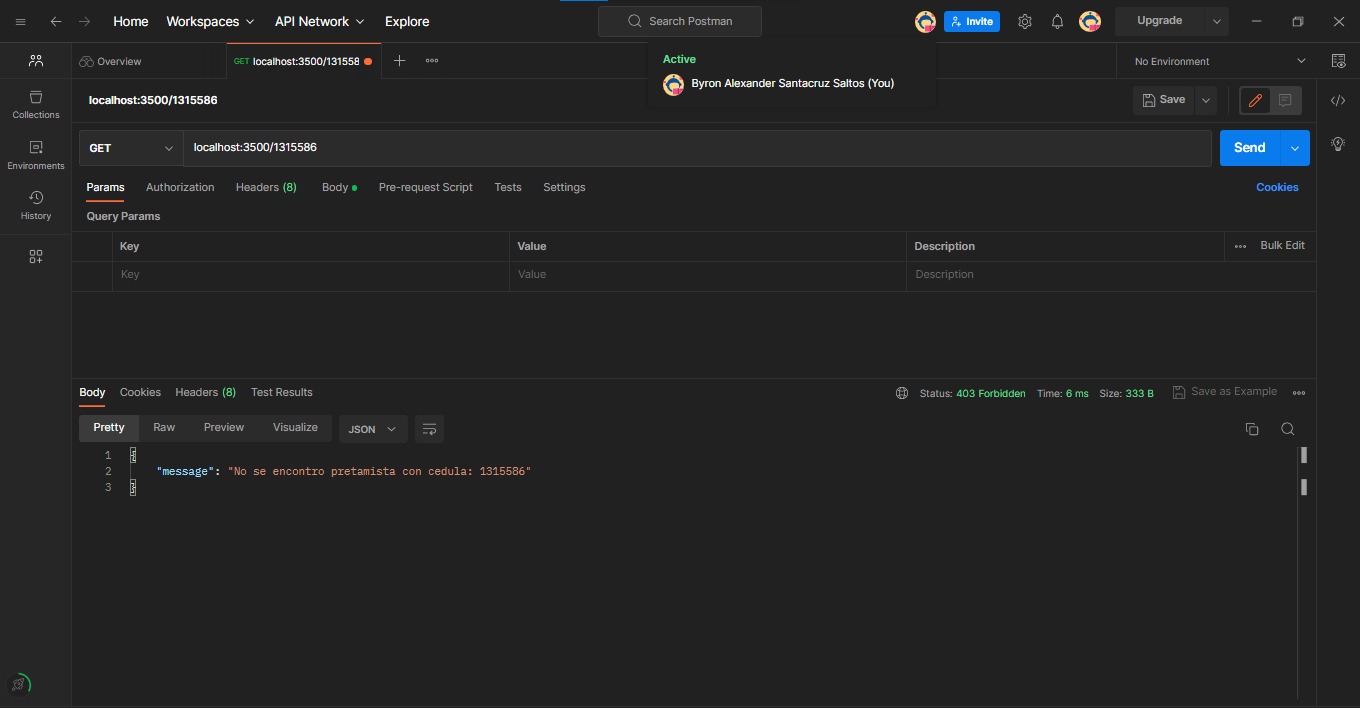 Home Workspaces API Network Explore Search Postman Invite Upgrade
Overview GET localhost:3500/131558 No Environment
Active
Byron Alexander Santacruz Saltos (You)
localhost:3500/1315586 Save
Collections
Environments
History
GET localhost:3500/1315586 Send
Params Authorization Headers (8) Body Pre-request Script Tests Settings Cookies
Query Params
Key Value Description Bulk Edit
Key Value Description
Body Cookies Headers (8) Test Results Status: 403 Forbidden Time: 6 ms Size: 333 B Save as Example
Pretty Raw Preview Visualize JSON
1 {
2 "message": "No se encontro pretamista con cedula: 1315586"
3 }